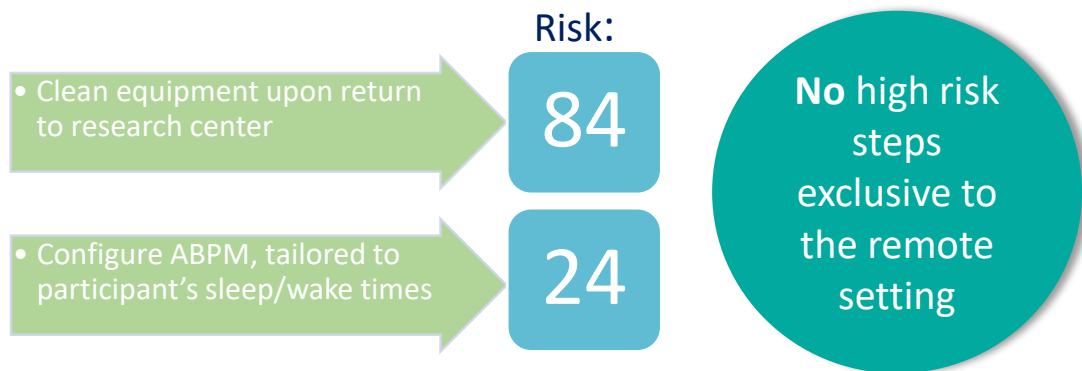 Risk:
• Clean equipment upon return
to research center
84
• Configure ABPM, tailored to
participant's sleep/wake times
24
No high risk
steps
exclusive to
the remote
setting